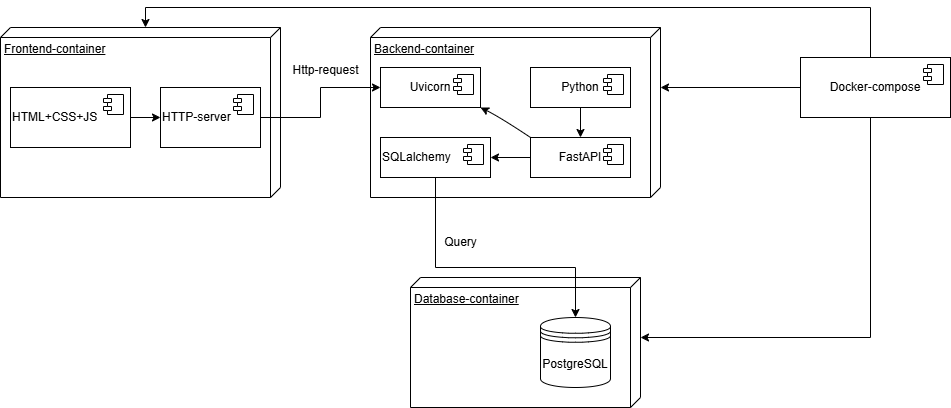 Frontend-container
HTML+CSS+JS
HTTP-server
Http-request
Backend-container
Uvicorn
Python
SQLalchemy
FastAPI
Docker-compose
Query
Database-container
PostgreSQL